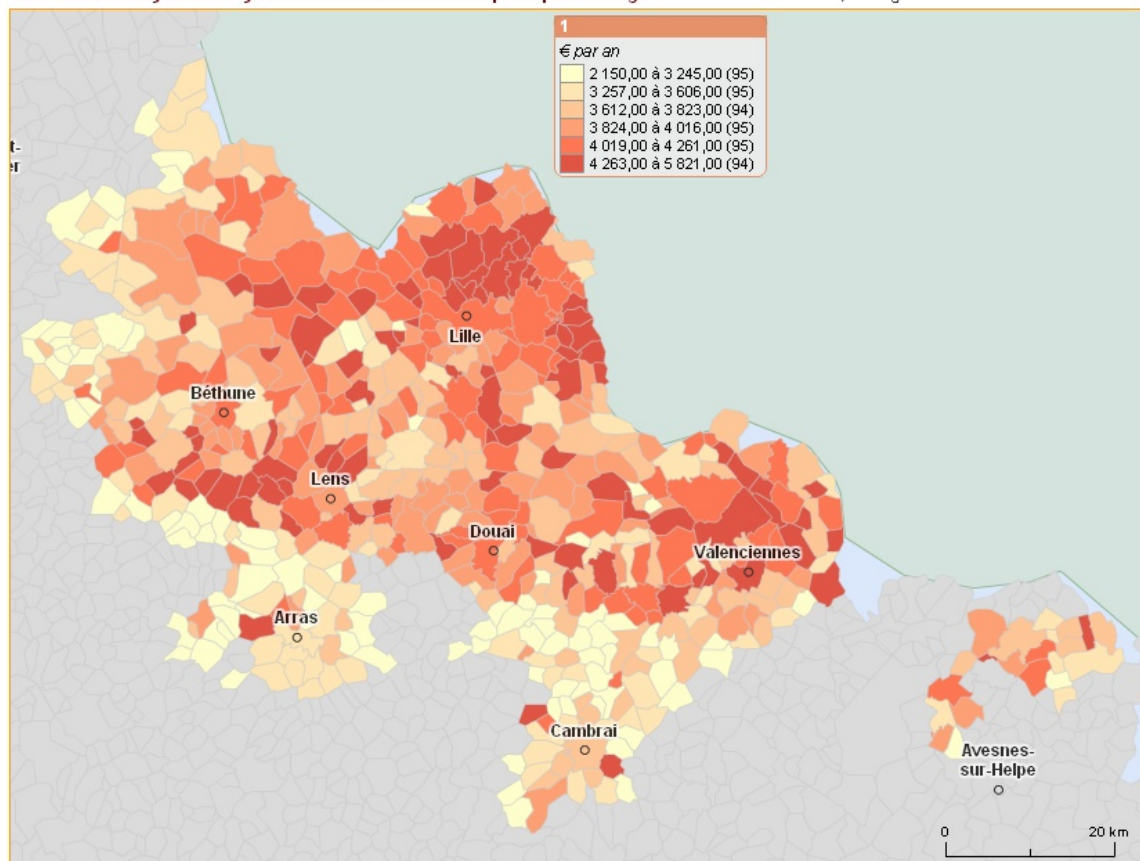 1
€ par an
2 150,00 à 3 245,00 (95)
3 257,00 à 3 606,00 (95)
3 612,00 à 3 823,00 (94)
3 824,00 à 4 016,00 (95)
4 019,00 à 4 261,00 (95)
4 263,00 à 5 821,00 (94)
t-
er
Lille
Béthune
Lens
Douai
Valenciennes
Arras
Cambrai
Avesnes-
sur-Helpe
0 20 km